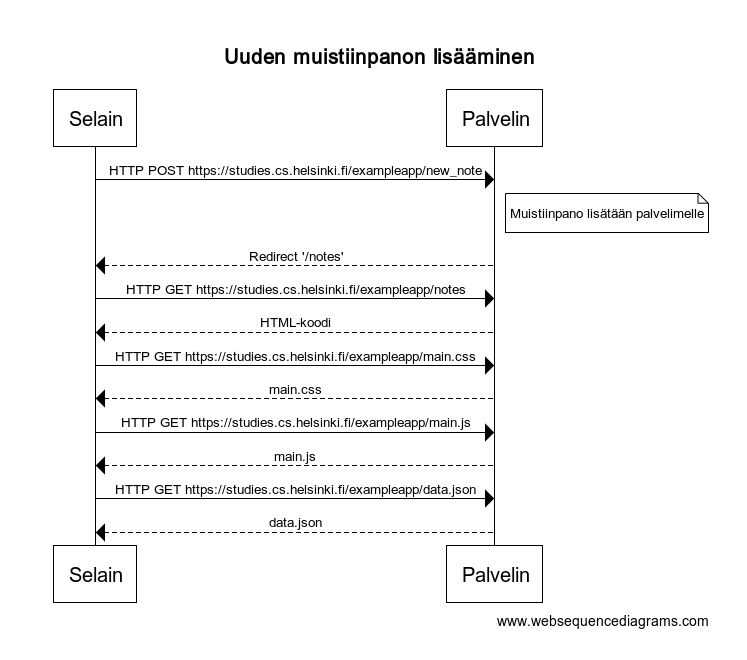 Uuden muistiinpanon lisääminen
Selain
Palvelin
HTTP POST https://studies.cs.helsinki.fi/exampleapp/new_note
Muistiinpano lisätään palvelimelle
Redirect '/notes'
HTTP GET https://studies.cs.helsinki.fi/exampleapp/notes
HTML-koodi
HTTP GET https://studies.cs.helsinki.fi/exampleapp/main.css
main.css
HTTP GET https://studies.cs.helsinki.fi/exampleapp/main.js
main.js
HTTP GET https://studies.cs.helsinki.fi/exampleapp/data.json
data.json
Selain
Palvelin
www.websequencediagrams.com